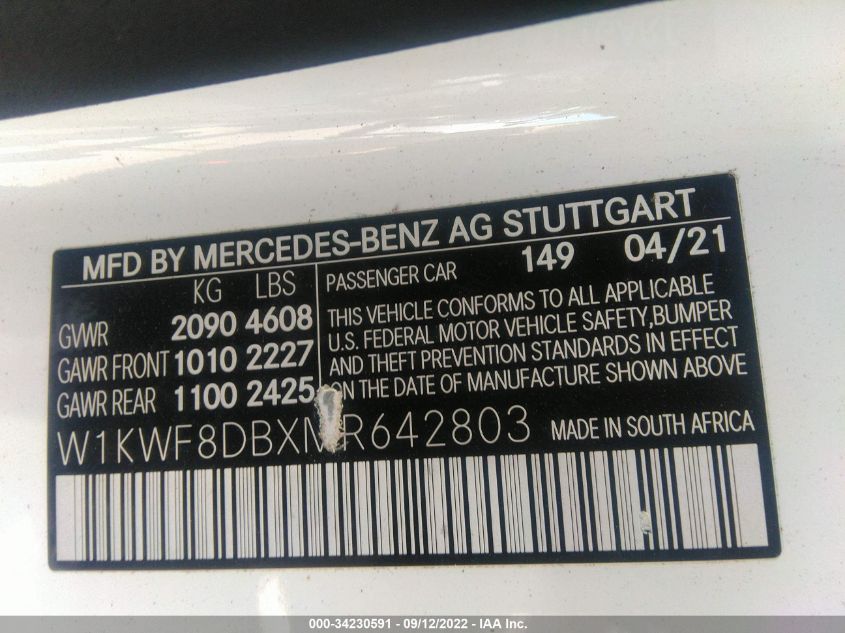 MFD BY MERCEDES-BENZ AG STUTTGART
KG LBS
GVWR 2090 4608
GAWR FRONT 1010 2227
GAWR REAR 1100 2425
PASSENGER CAR 149 04/21
THIS VEHICLE CONFORMS TO ALL APPLICABLE
U.S. FEDERAL MOTOR VEHICLE SAFETY, BUMPER
AND THEFT PREVENTION STANDARDS IN EFFECT
ON THE DATE OF MANUFACTURE SHOWN ABOVE
W1KWF8DBXMR642803 MADE IN SOUTH AFRICA
000-34230591 - 09/12/2022 - IAA Inc.